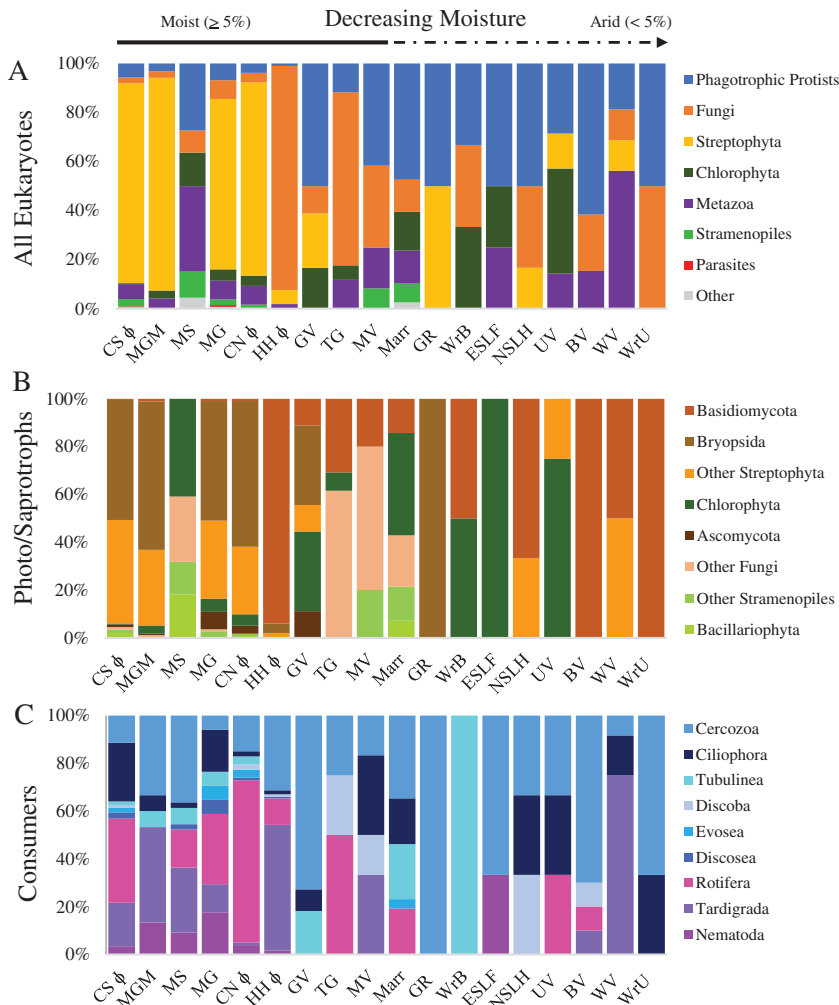 Moist (≥ 5%)
Decreasing Moisture
Arid (< 5%)
A
All Eukaryotes
100%
80%
60%
40%
20%
0%
CS ϕ
MGM
MS
MG
CN ϕ
HH ϕ
GV
TG
MV
Marr
GR
WrB
ESLF
NSLH
UV
BV
WV
WrU
Phagotrophic Protists
Fungi
Streptophyta
Chlorophyta
Metazoa
Stramenopiles
Parasites
Other
B
Photo/Saprotrophs
100%
80%
60%
40%
20%
0%
CS ϕ
MGM
MS
MG
CN ϕ
HH ϕ
GV
TG
MV
Marr
GR
WrB
ESLF
NSLH
UV
BV
WV
WrU
Basidiomycota
Bryopsida
Other Streptophyta
Chlorophyta
Ascomycota
Other Fungi
Other Stramenopiles
Bacillariophyta
C
Consumers
100%
80%
60%
40%
20%
0%
CS ϕ
MGM
MS
MG
CN ϕ
HH ϕ
GV
TG
MV
Marr
GR
WrB
ESLF
NSLH
UV
BV
WV
WrU
Cercozoa
Ciliophora
Tubulinea
Discoba
Evosea
Discosea
Rotifera
Tardigrada
Nematoda